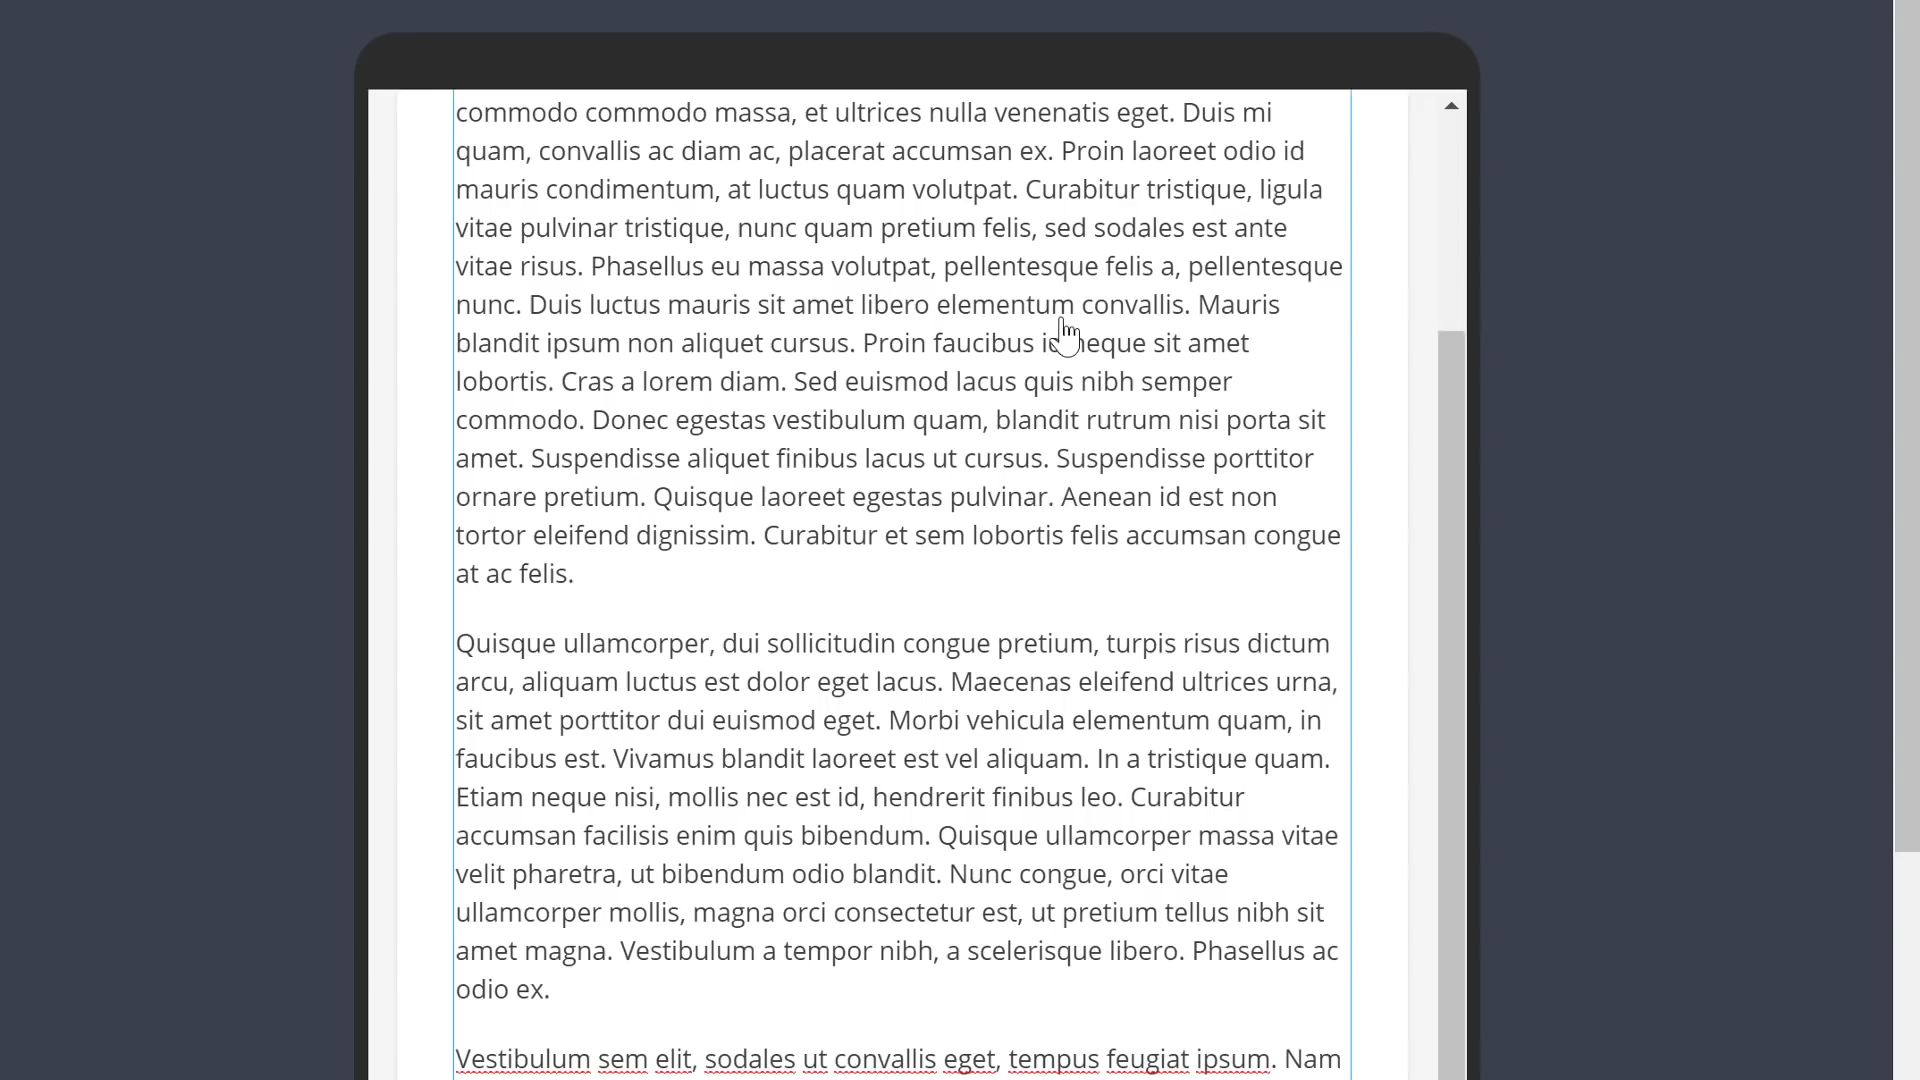 commodo commodo massa, et ultrices nulla venenatis eget. Duis mi
quam, convallis ac diam ac, placerat accumsan ex. Proin laoreet odio id
mauris condimentum, at luctus quam volutpat. Curabitur tristique, ligula
vitae pulvinar tristique, nunc quam pretium felis, sed sodales est ante
vitae risus. Phasellus eu massa volutpat, pellentesque felis a, pellentesque
nunc. Duis luctus mauris sit amet libero elementum convallis. Mauris
blandit ipsum non aliquet cursus. Proin faucibus id neque sit amet
lobortis. Cras a lorem diam. Sed euismod lacus quis nibh semper
commodo. Donec egestas vestibulum quam, blandit rutrum nisi porta sit
amet. Suspendisse aliquet finibus lacus ut cursus. Suspendisse porttitor
ornare pretium. Quisque laoreet egestas pulvinar. Aenean id est non
tortor eleifend dignissim. Curabitur et sem lobortis felis accumsan congue
at ac felis.
Quisque ullamcorper, dui sollicitudin congue pretium, turpis risus dictum
arcu, aliquam luctus est dolor eget lacus. Maecenas eleifend ultrices urna,
sit amet porttitor dui euismod eget. Morbi vehicula elementum quam, in
faucibus est. Vivamus blandit laoreet est vel aliquam. In a tristique quam.
Etiam neque nisi, mollis nec est id, hendrerit finibus leo. Curabitur
accumsan facilisis enim quis bibendum. Quisque ullamcorper massa vitae
velit pharetra, ut bibendum odio blandit. Nunc congue, orci vitae
ullamcorper mollis, magna orci consectetur est, ut pretium tellus nibh sit
amet magna. Vestibulum a tempor nibh, a scelerisque libero. Phasellus ac
odio ex.
Vestibulum sem elit, sodales ut convallis eget, tempus feugiat ipsum. Nam